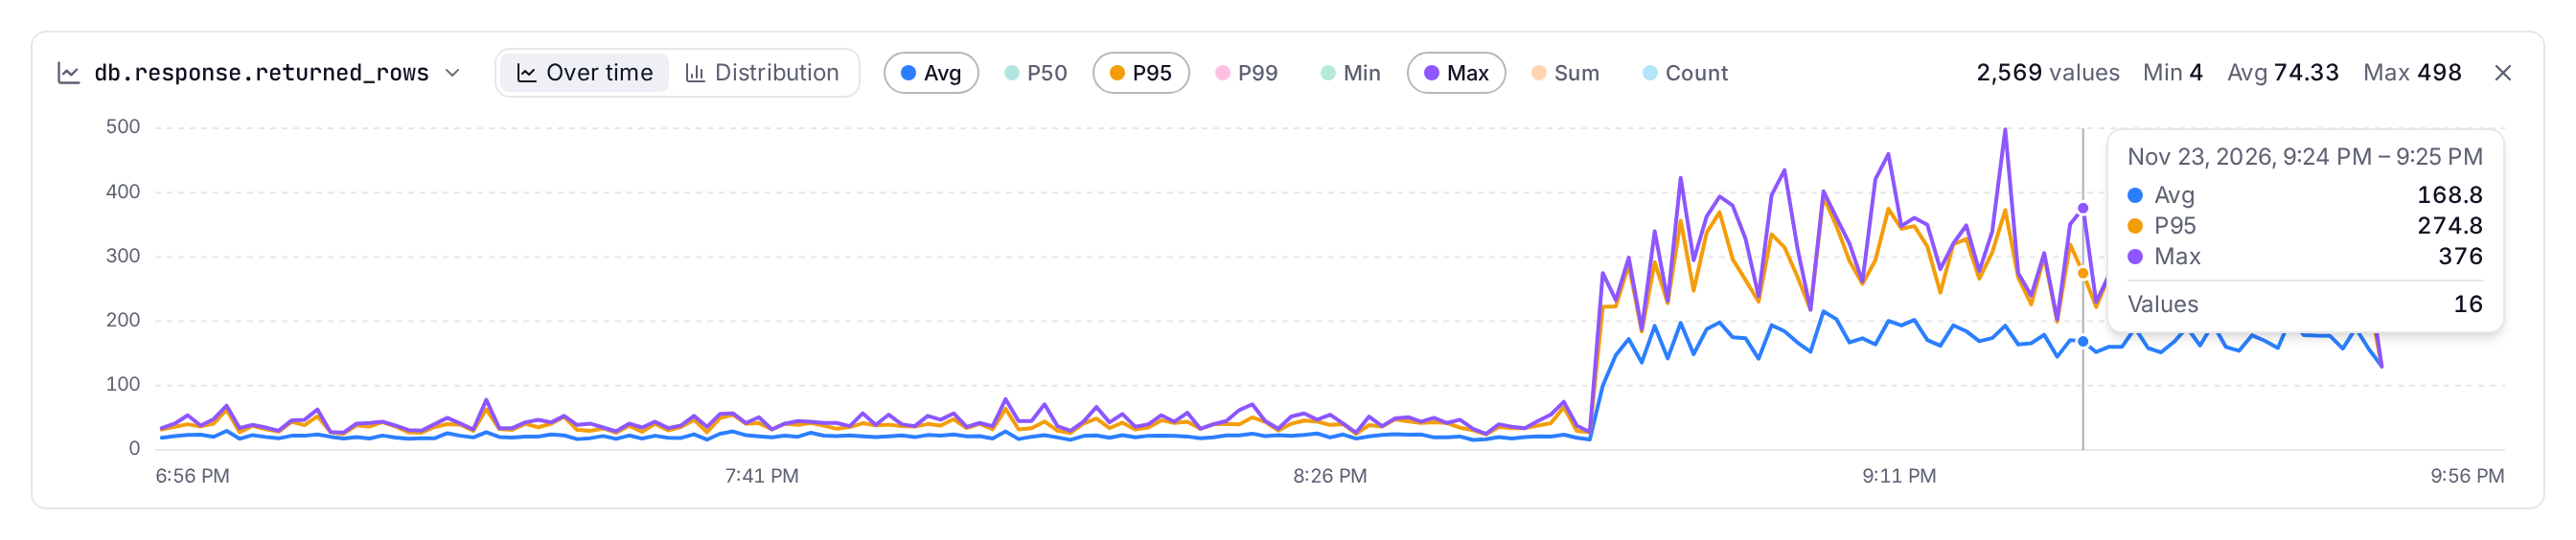 db.response.returned_rows Over time Distribution Avg P50 P95 P99 Min Max Sum Count 2,569 values Min 4 Avg 74.33 Max 498
500
400
300
200
100
0
Nov 23, 2026, 9:24 PM – 9:25 PM
Avg 168.8
P95 274.8
Max 376
Values 16
6:56 PM 7:41 PM 8:26 PM 9:11 PM 9:56 PM